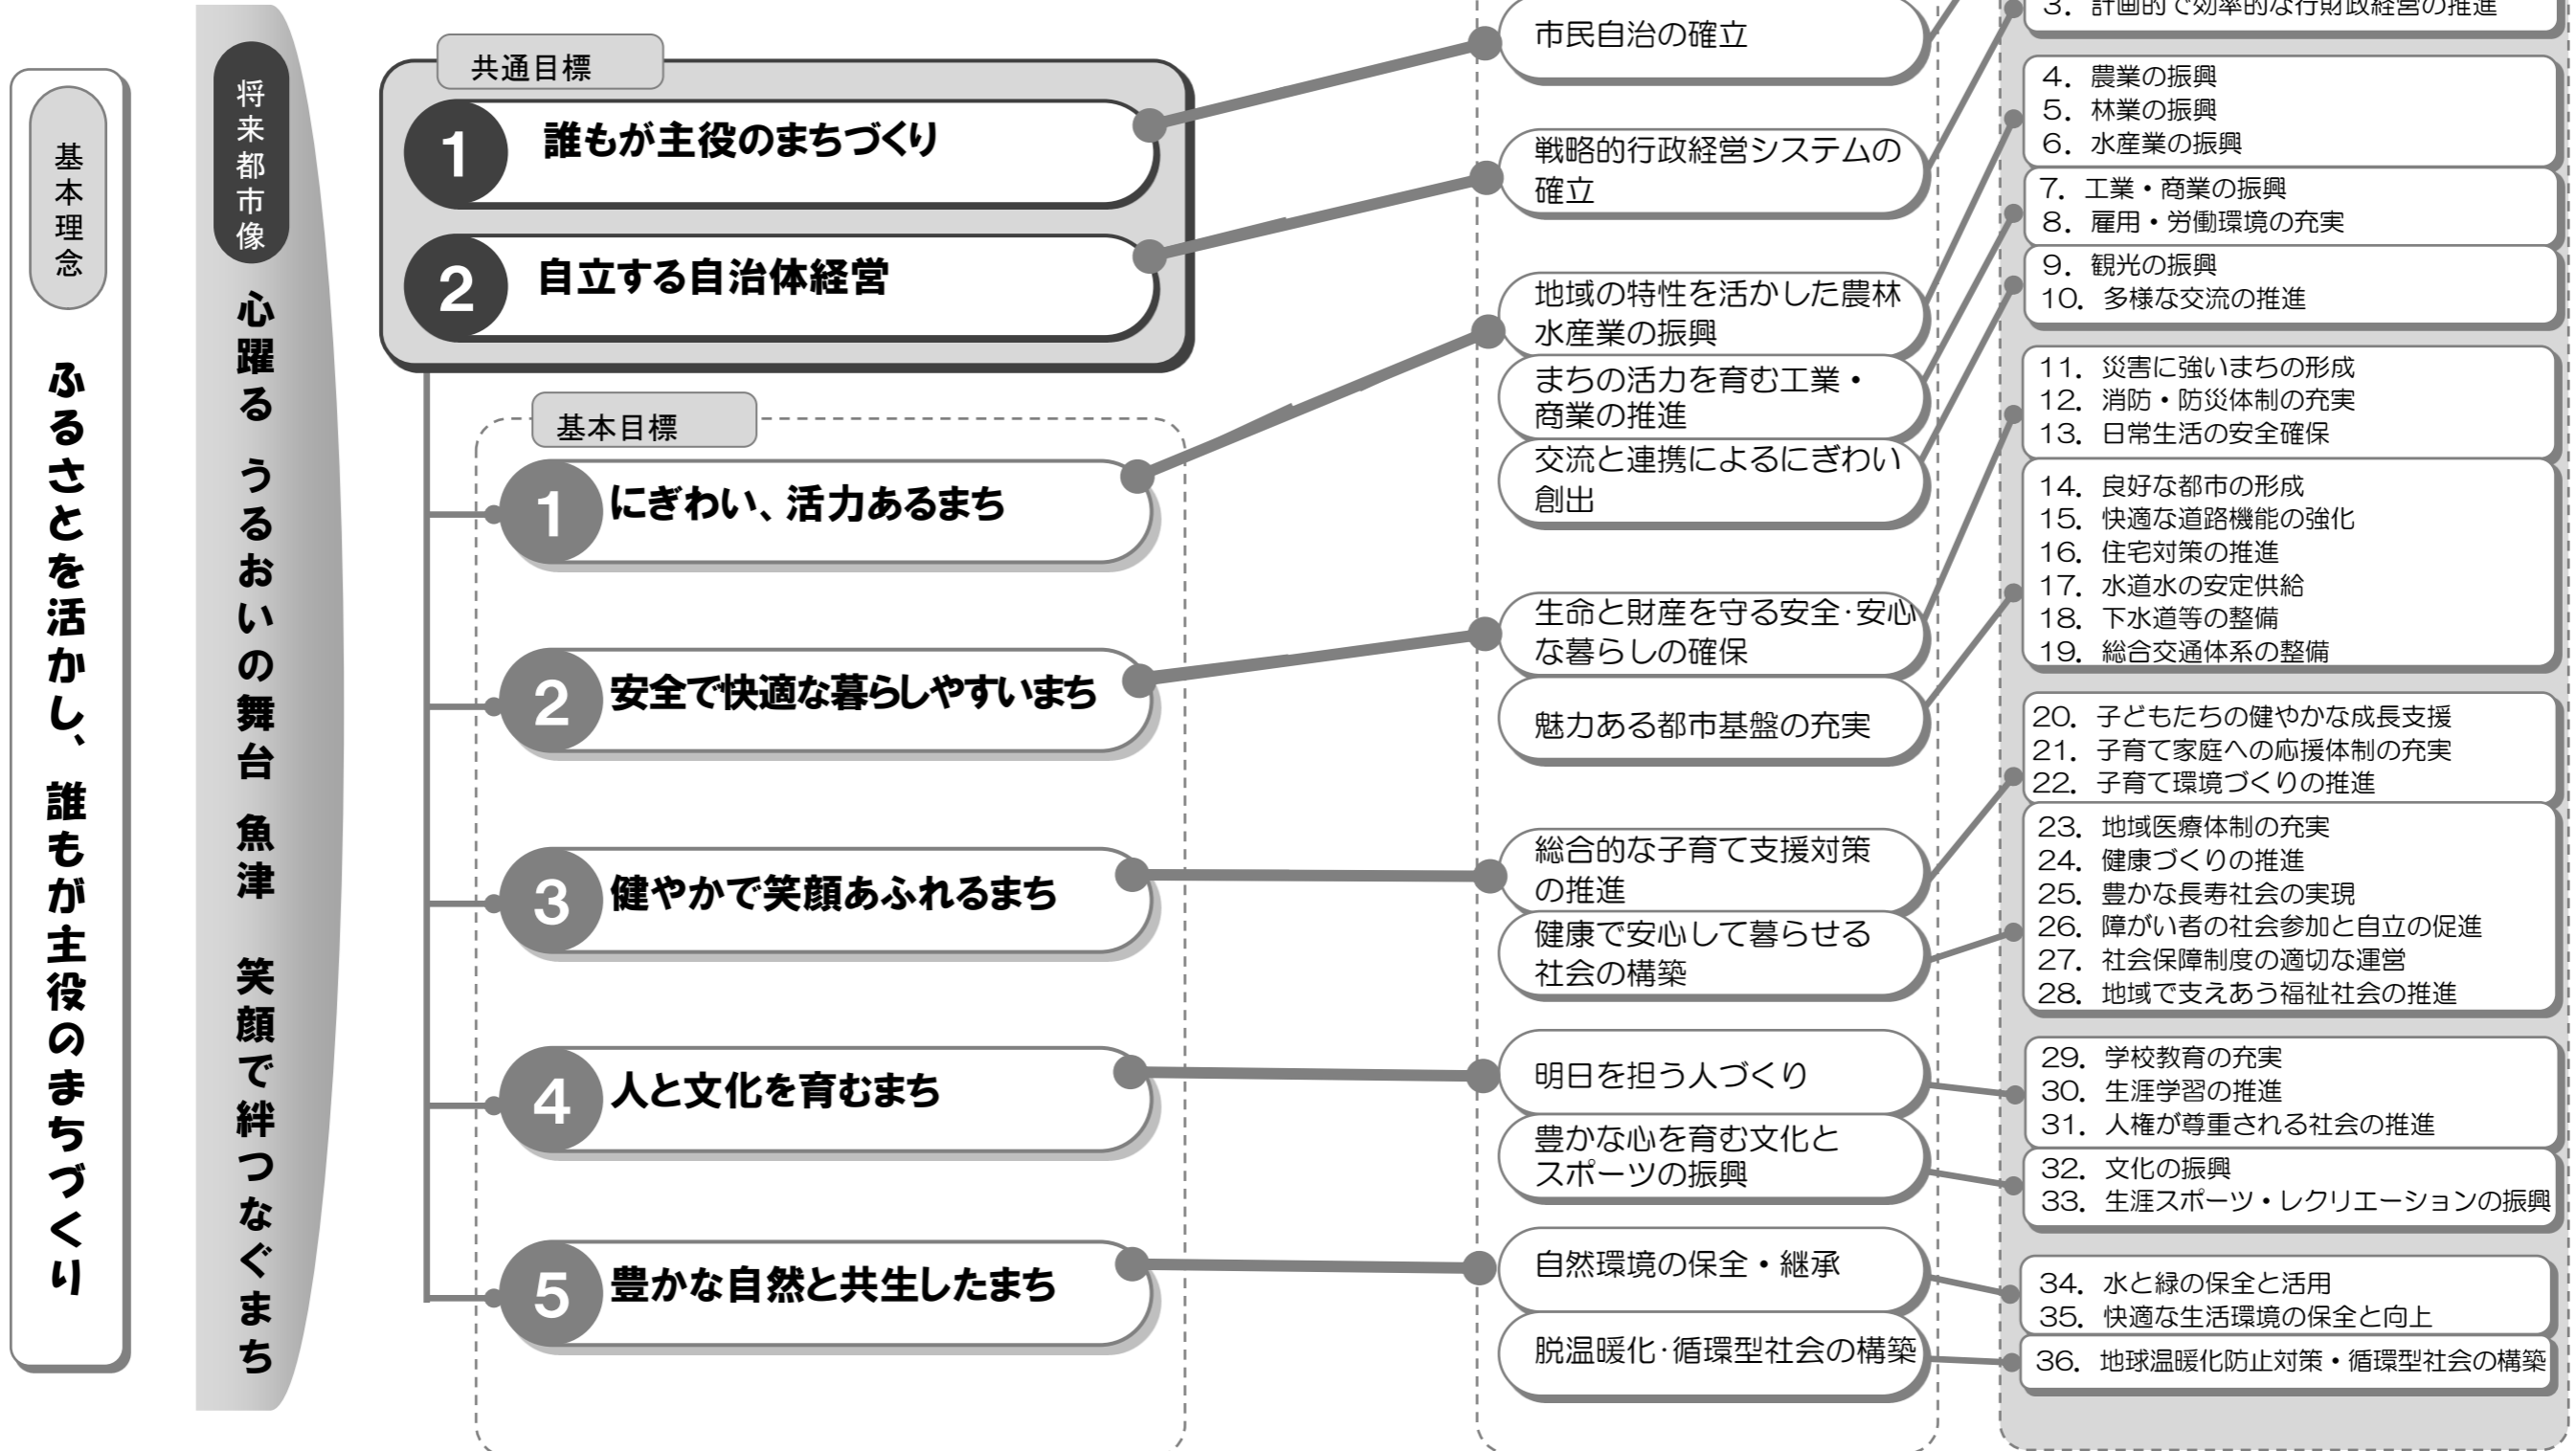 基本理念
ふるさとを活かし、誰もが主役のまちづくり
将来都市像
心躍る うるおいの舞台 魚津 笑顔で絆つなぐまち
共通目標
1 誰もが主役のまちづくり
2 自立する自治体経営
基本目標
1 にぎわい、活力あるまち
2 安全で快適な暮らしやすいまち
3 健やかで笑顔あふれるまち
4 人と文化を育むまち
5 豊かな自然と共生したまち
市民自治の確立
戦略的行政経営システムの
確立
地域の特性を活かした農林
水産業の振興
まちの活力を育む工業・
商業の推進
交流と連携によるにぎわい
創出
生命と財産を守る安全･安心
な暮らしの確保
魅力ある都市基盤の充実
総合的な子育て支援対策
の推進
健康で安心して暮らせる
社会の構築
明日を担う人づくり
豊かな心を育む文化と
スポーツの振興
自然環境の保全・継承
脱温暖化･循環型社会の構築
3. 計画的で効率的な行財政経営の推進
4. 農業の振興
5. 林業の振興
6. 水産業の振興
7. 工業・商業の振興
8. 雇用・労働環境の充実
9. 観光の振興
10. 多様な交流の推進
11. 災害に強いまちの形成
12. 消防・防災体制の充実
13. 日常生活の安全確保
14. 良好な都市の形成
15. 快適な道路機能の強化
16. 住宅対策の推進
17. 水道水の安定供給
18. 下水道等の整備
19. 総合交通体系の整備
20. 子どもたちの健やかな成長支援
21. 子育て家庭への応援体制の充実
22. 子育て環境づくりの推進
23. 地域医療体制の充実
24. 健康づくりの推進
25. 豊かな長寿社会の実現
26. 障がい者の社会参加と自立の促進
27. 社会保障制度の適切な運営
28. 地域で支えあう福祉社会の推進
29. 学校教育の充実
30. 生涯学習の推進
31. 人権が尊重される社会の推進
32. 文化の振興
33. 生涯スポーツ・レクリエーションの振興
34. 水と緑の保全と活用
35. 快適な生活環境の保全と向上
36. 地球温暖化防止対策・循環型社会の構築